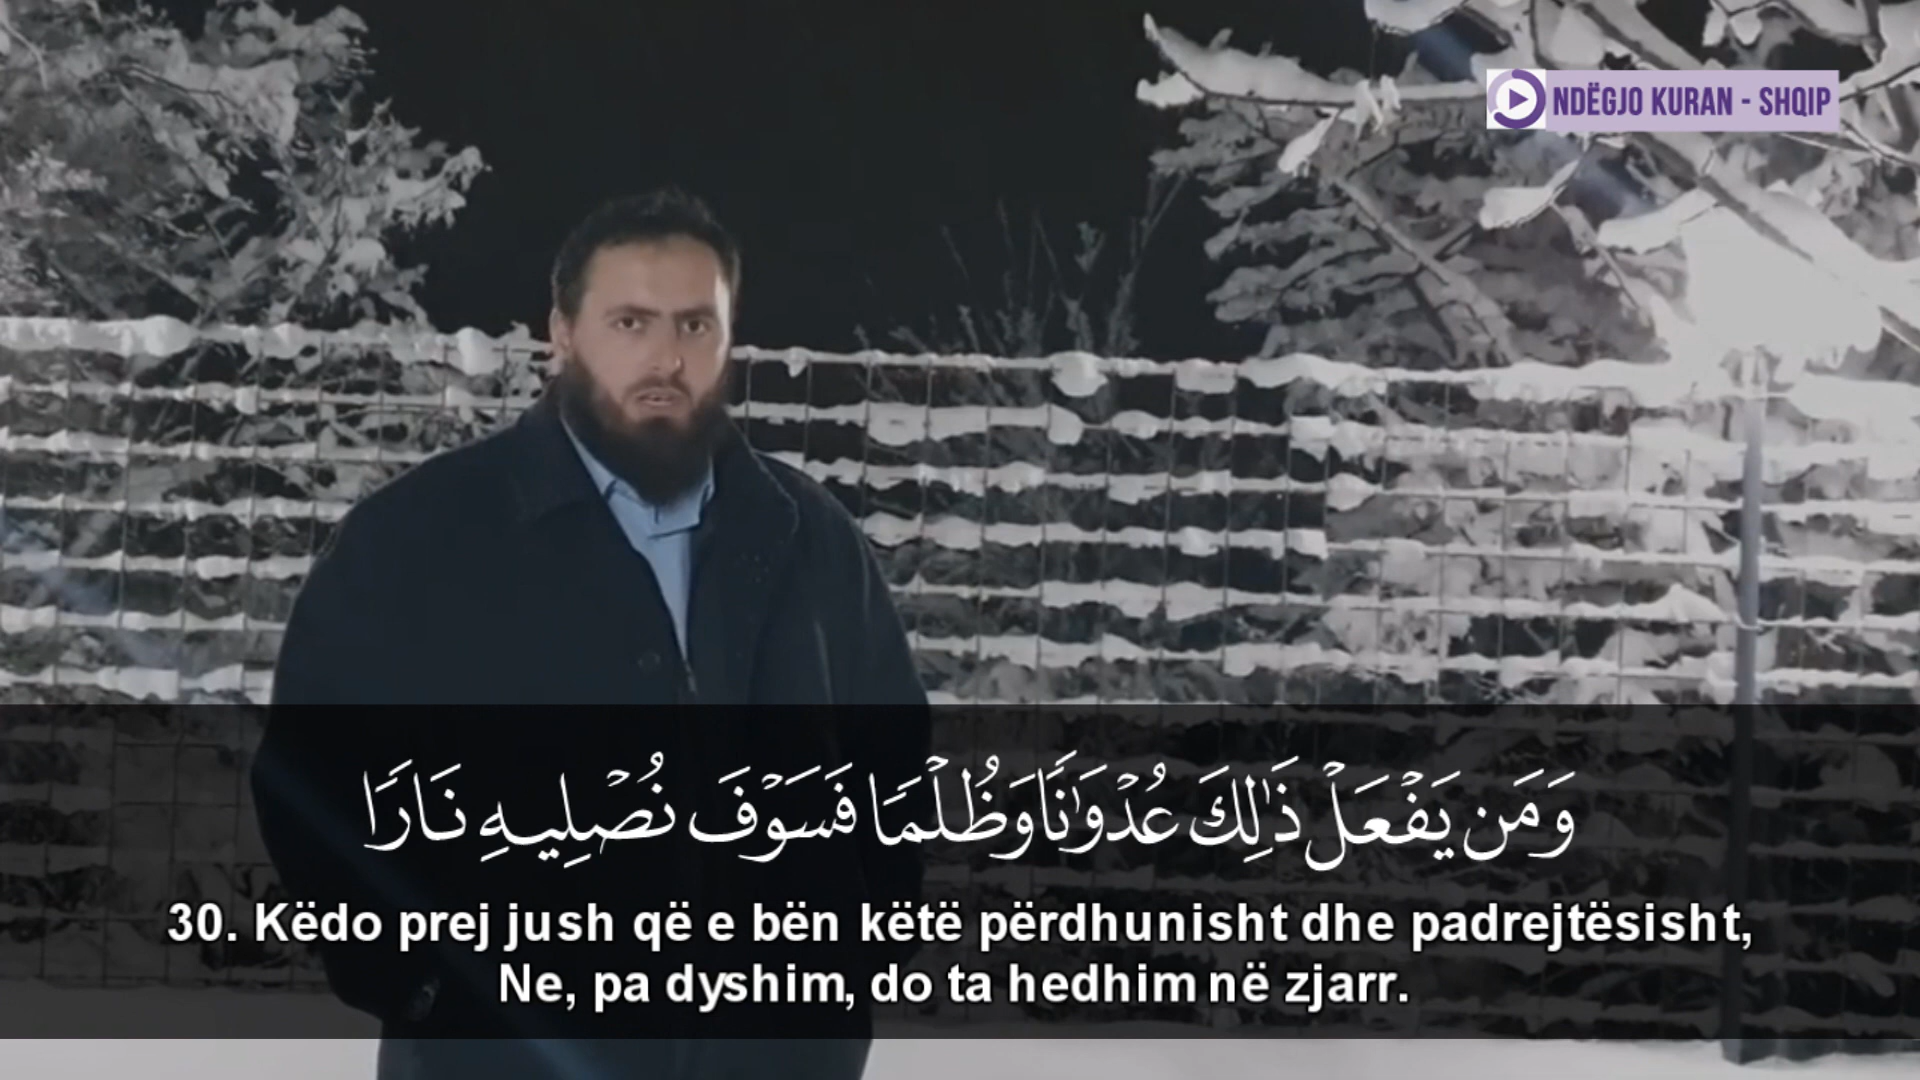 NDËGJO KURAN - SHQIP
وَمَن يَفْعَلْ ذَٰلِكَ عُدْوَٰنًا وَظُلْمًا فَسَوْفَ نُصْلِيهِ نَارًا
30. Këdo prej jush që e bën këtë përdhunisht dhe padrejtësisht,
Ne, pa dyshim, do ta hedhim në zjarr.